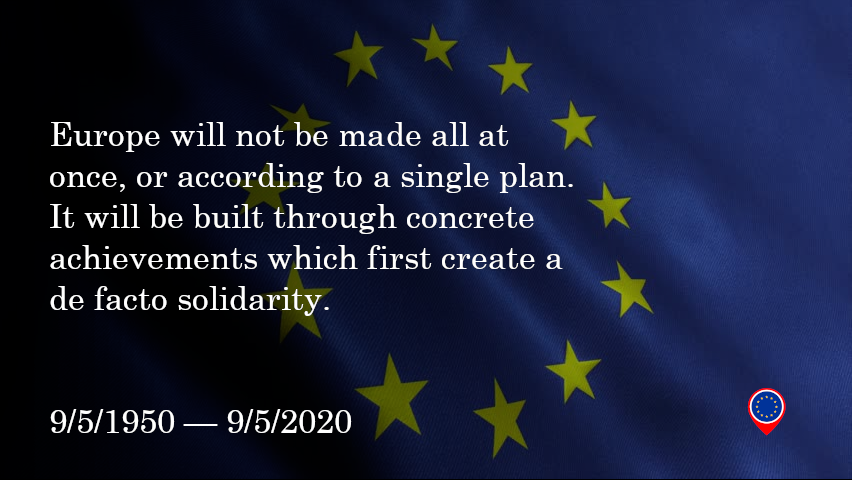 Europe will not be made all at
once, or according to a single plan.
It will be built through concrete
achievements which first create a
de facto solidarity.
9/5/1950 — 9/5/2020